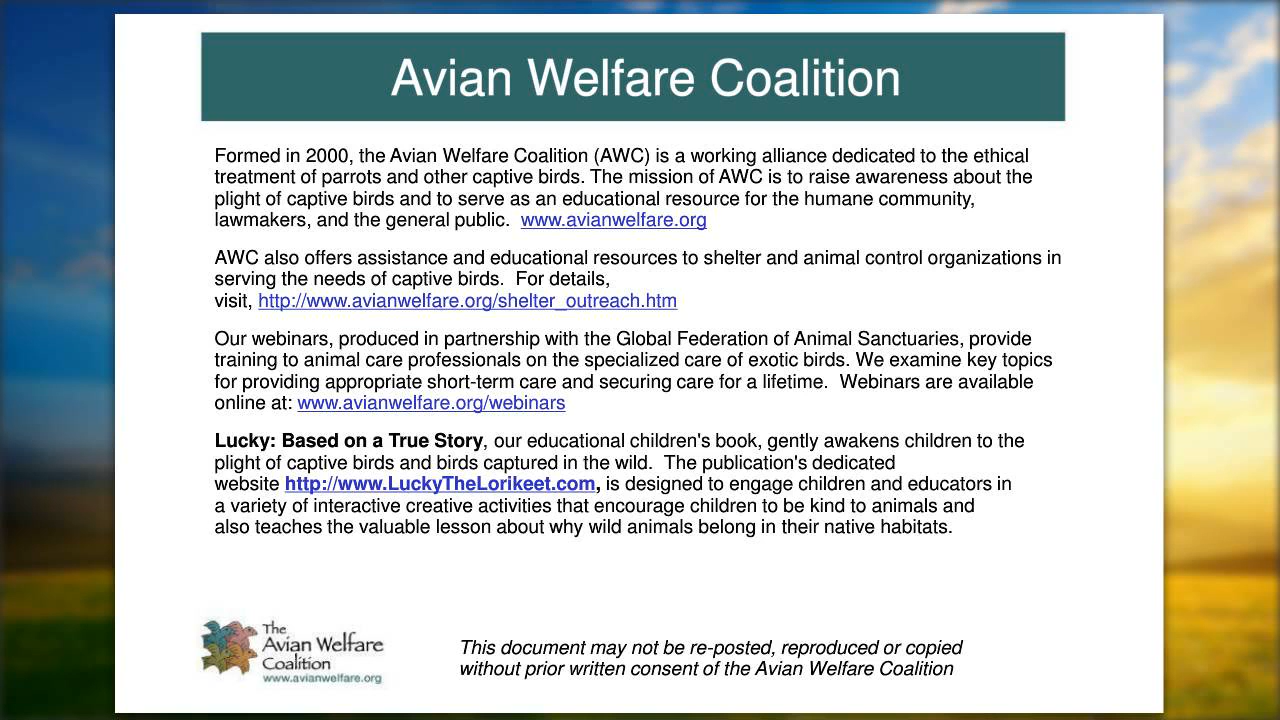 Avian Welfare Coalition
Formed in 2000, the Avian Welfare Coalition (AWC) is a working alliance dedicated to the ethical
treatment of parrots and other captive birds. The mission of AWC is to raise awareness about the
plight of captive birds and to serve as an educational resource for the humane community,
lawmakers, and the general public.  www.avianwelfare.org
AWC also offers assistance and educational resources to shelter and animal control organizations in
serving the needs of captive birds.  For details,
visit, http://www.avianwelfare.org/shelter_outreach.htm
Our webinars, produced in partnership with the Global Federation of Animal Sanctuaries, provide
training to animal care professionals on the specialized care of exotic birds. We examine key topics
for providing appropriate short-term care and securing care for a lifetime.  Webinars are available
online at: www.avianwelfare.org/webinars
Lucky: Based on a True Story, our educational children's book, gently awakens children to the
plight of captive birds and birds captured in the wild.  The publication's dedicated
website http://www.LuckyTheLorikeet.com, is designed to engage children and educators in
a variety of interactive creative activities that encourage children to be kind to animals and
also teaches the valuable lesson about why wild animals belong in their native habitats.
The
Avian Welfare
Coalition
www.avianwelfare.org
This document may not be re-posted, reproduced or copied
without prior written consent of the Avian Welfare Coalition